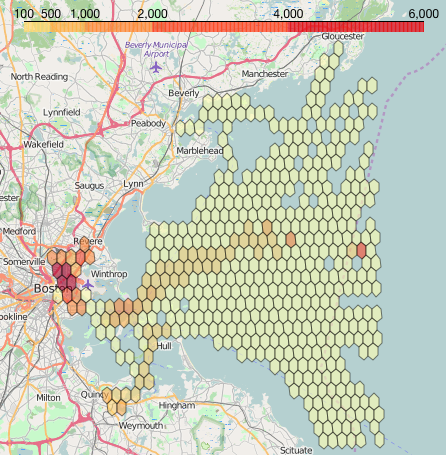 100 500 1,000 2,000 4,000 6,000
Gloucester
Beverly Municipal
Airport
North Reading
Manchester
Beverly
Lynnfield
Peabody
Wakefield
Marblehead
Saugus
Lynn
Medford
Revere
Somerville
Winthrop
Boston
Hull
Quincy
Milton
Hingham
Weymouth
Scituate